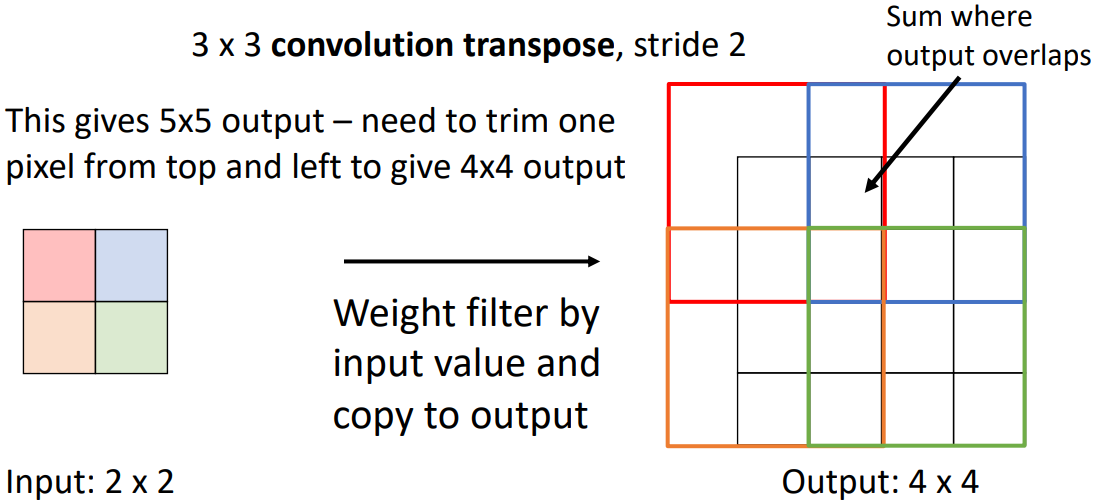 3 x 3 convolution transpose, stride 2
Sum where
output overlaps
This gives 5x5 output – need to trim one
pixel from top and left to give 4x4 output
Weight filter by
input value and
copy to output
Input: 2 x 2
Output: 4 x 4